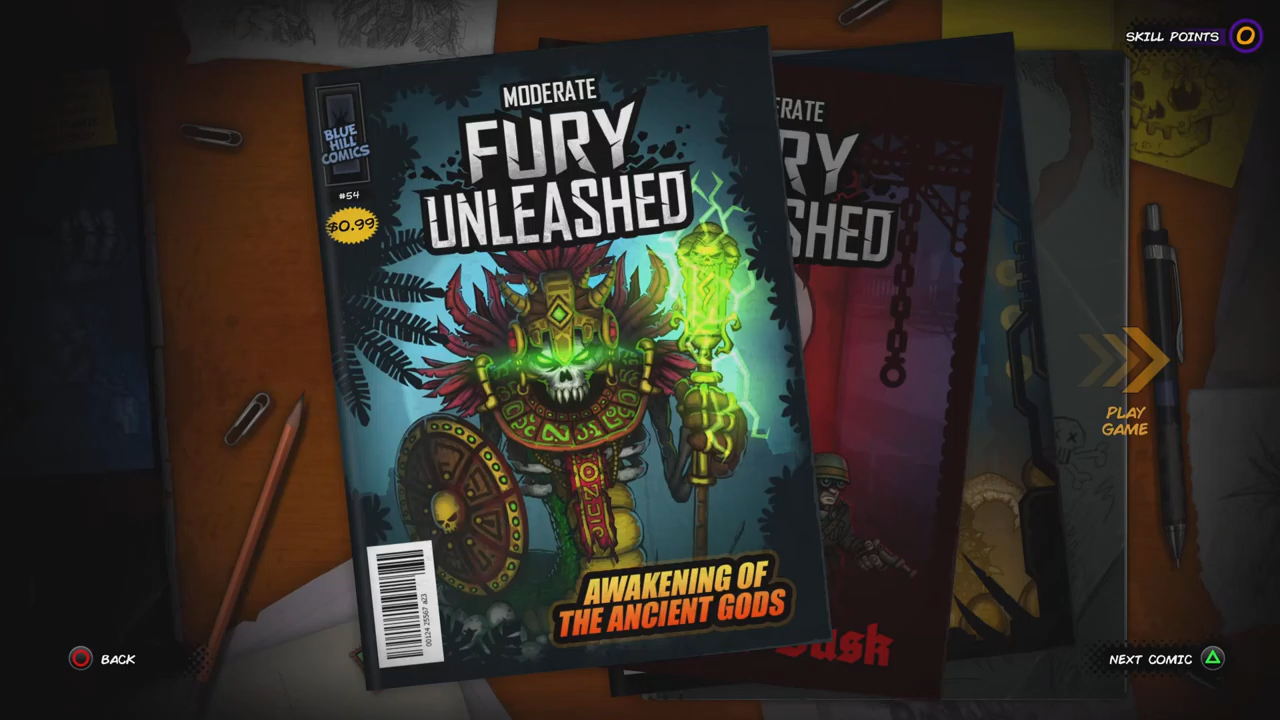 SKILL POINTS 0
MODERATE
FURY
UNLEASHED
BLUE
HILL
COMICS
#54
$0.99
AWAKENING OF
THE ANCIENT GODS
PLAY
GAME
BACK
NEXT COMIC